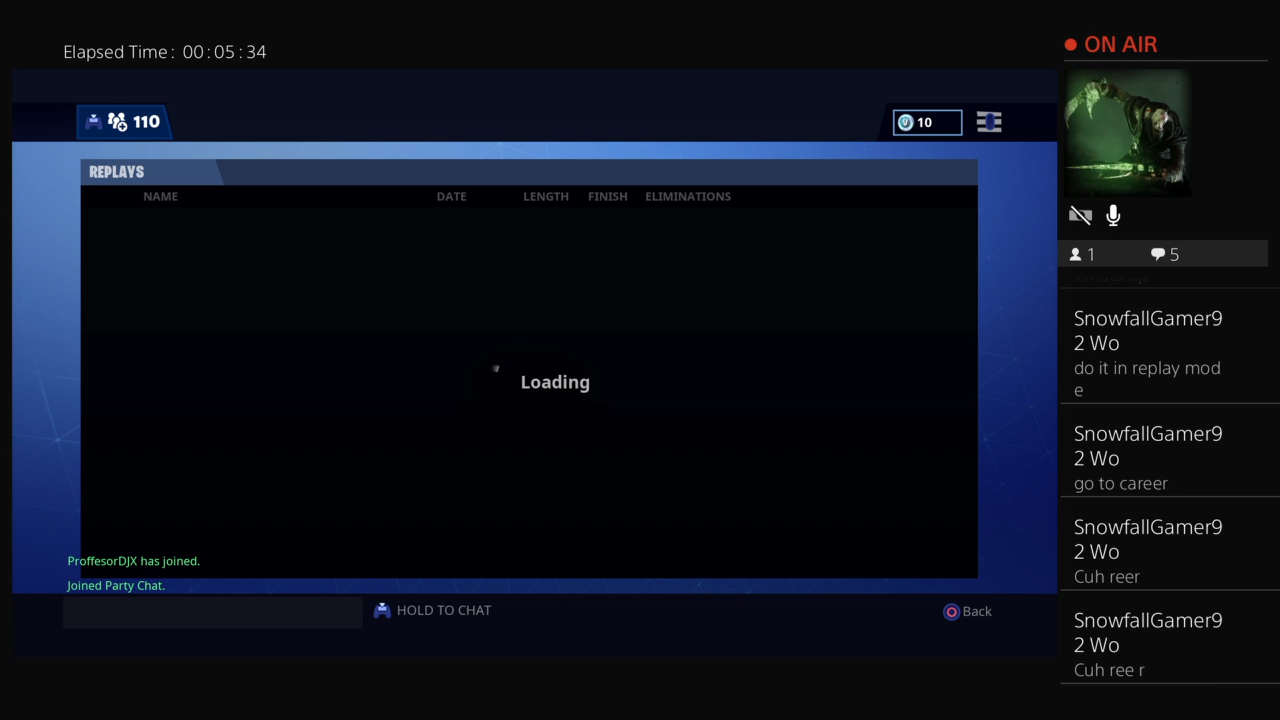 Elapsed Time: 00:05:34
ON AIR
110
10
REPLAYS
NAME DATE LENGTH FINISH ELIMINATIONS
1 5
SnowfallGamer9
2 Wo
do it in replay mod
e
SnowfallGamer9
2 Wo
go to career
Loading
SnowfallGamer9
2 Wo
Cuh reer
ProffesorDJX has joined.
Joined Party Chat.
HOLD TO CHAT
Back
SnowfallGamer9
2 Wo
Cuh ree r